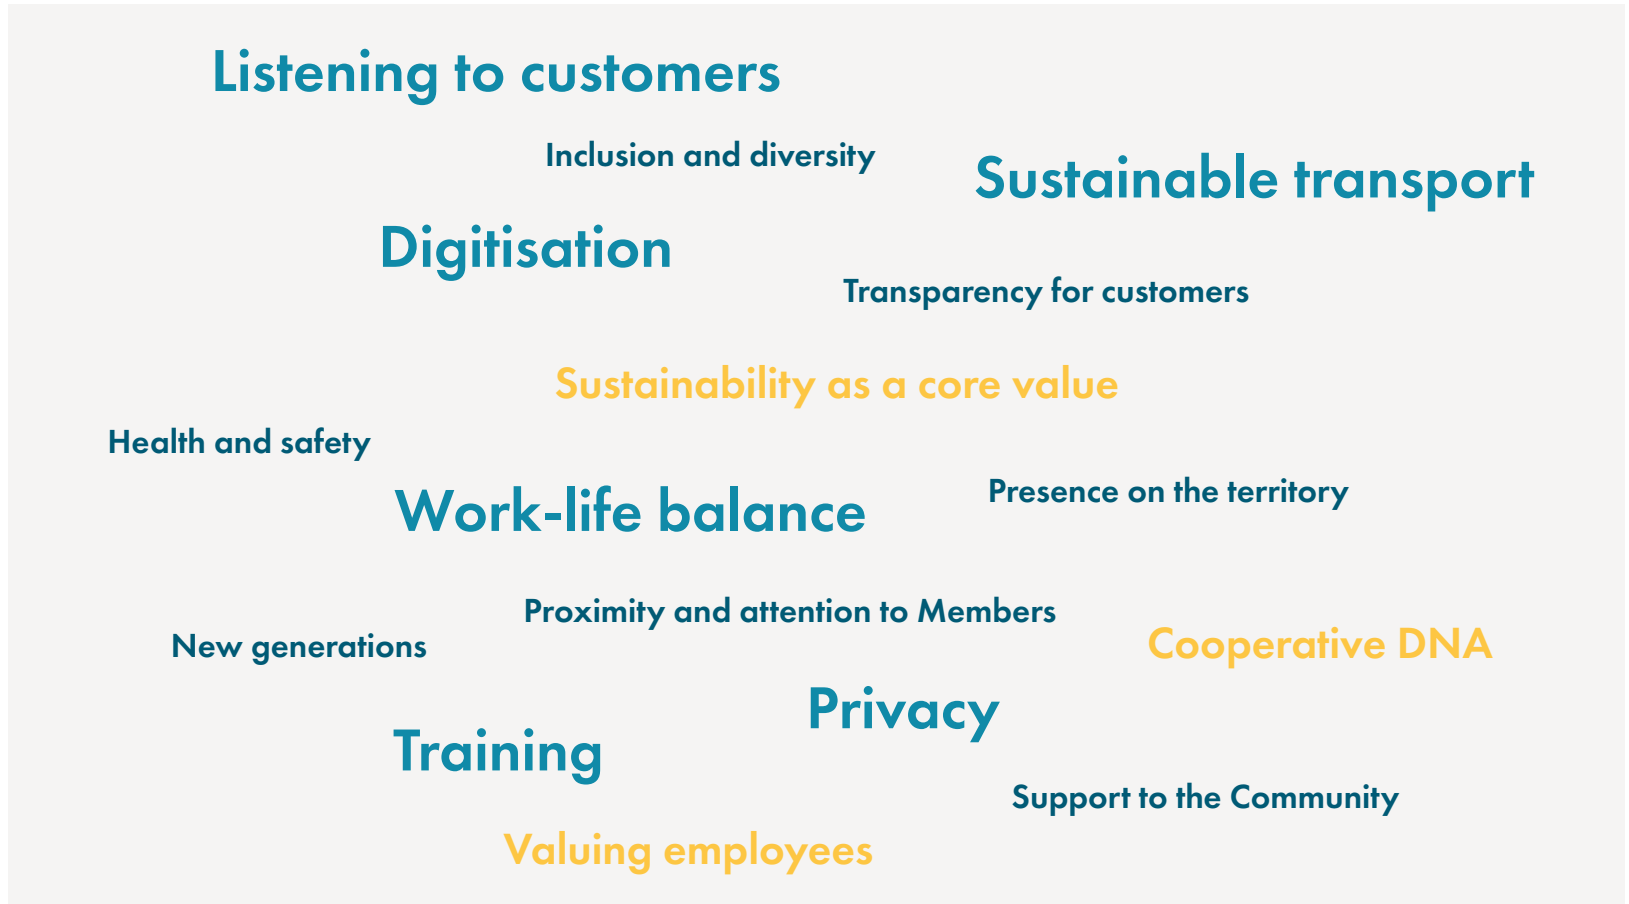 Listening to customers
Inclusion and diversity
Sustainable transport
Digitisation
Transparency for customers
Sustainability as a core value
Health and safety
Presence on the territory
Work-life balance
Proximity and attention to Members
New generations
Cooperative DNA
Privacy
Training
Support to the Community
Valuing employees